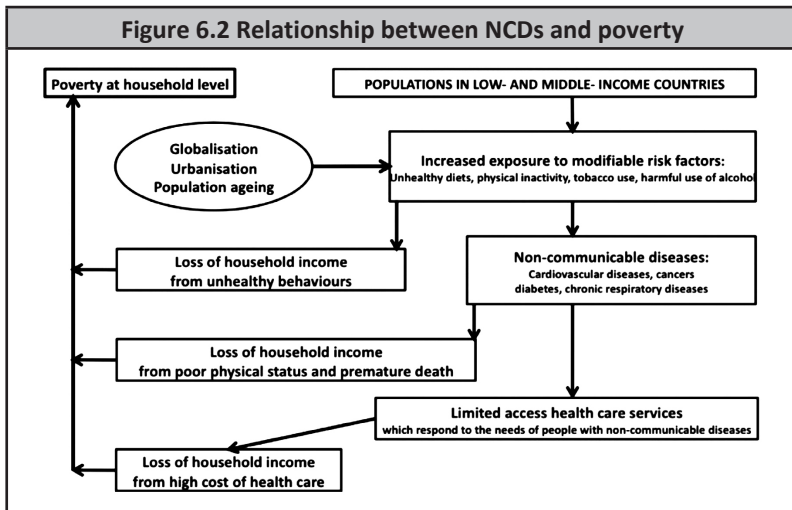 Figure 6.2 Relationship between NCDs and poverty
Poverty at household level
POPULATIONS IN LOW- AND MIDDLE- INCOME COUNTRIES
Globalisation
Urbanisation
Population ageing
Increased exposure to modifiable risk factors:
Unhealthy diets, physical inactivity, tobacco use, harmful use of alcohol
Loss of household income
from unhealthy behaviours
Non-communicable diseases:
Cardiovascular diseases, cancers
diabetes, chronic respiratory diseases
Loss of household income
from poor physical status and premature death
Limited access health care services
which respond to the needs of people with non-communicable diseases
Loss of household income
from high cost of health care